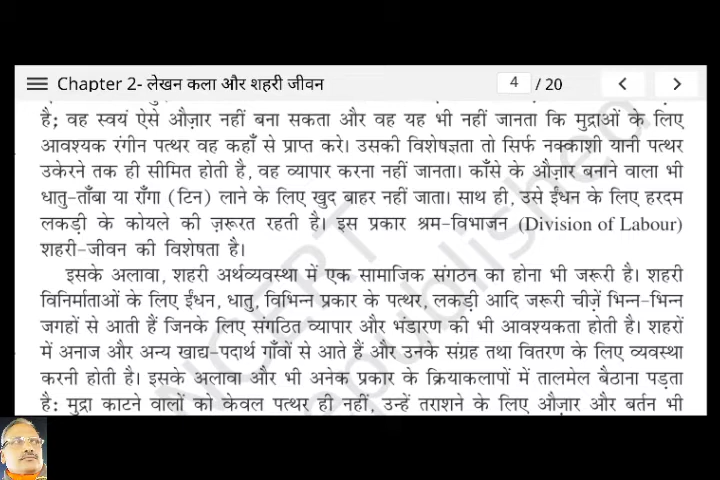 Chapter 2- लेखन कला और शहरी जीवन
4 / 20
है; वह स्वयं ऐसे औज़ार नहीं बना सकता और वह यह भी नहीं जानता कि मुद्राओं के लिए
आवश्यक रंगीन पत्थर वह कहाँ से प्राप्त करे। उसकी विशेषज्ञता तो सिर्फ नक्काशी यानी पत्थर
उकेरने तक ही सीमित होती है, वह व्यापार करना नहीं जानता। काँसे के औज़ार बनाने वाला भी
धातु-ताँबा या राँगा (टिन) लाने के लिए खुद बाहर नहीं जाता। साथ ही, उसे ईंधन के लिए हरदम
लकड़ी के कोयले की ज़रूरत रहती है। इस प्रकार श्रम-विभाजन (Division of Labour)
शहरी-जीवन की विशेषता है।
इसके अलावा, शहरी अर्थव्यवस्था में एक सामाजिक संगठन का होना भी जरूरी है। शहरी
विनिर्माताओं के लिए ईंधन, धातु, विभिन्न प्रकार के पत्थर, लकड़ी आदि जरूरी चीज़ें भिन्न-भिन्न
जगहों से आती हैं जिनके लिए संगठित व्यापार और भंडारण की भी आवश्यकता होती है। शहरों
में अनाज और अन्य खाद्य-पदार्थ गाँवों से आते हैं और उनके संग्रह तथा वितरण के लिए व्यवस्था
करनी होती है। इसके अलावा और भी अनेक प्रकार के क्रियाकलापों में तालमेल बैठाना पड़ता
है: मुद्रा काटने वालों को केवल पत्थर ही नहीं, उन्हें तराशने के लिए औज़ार और बर्तन भी